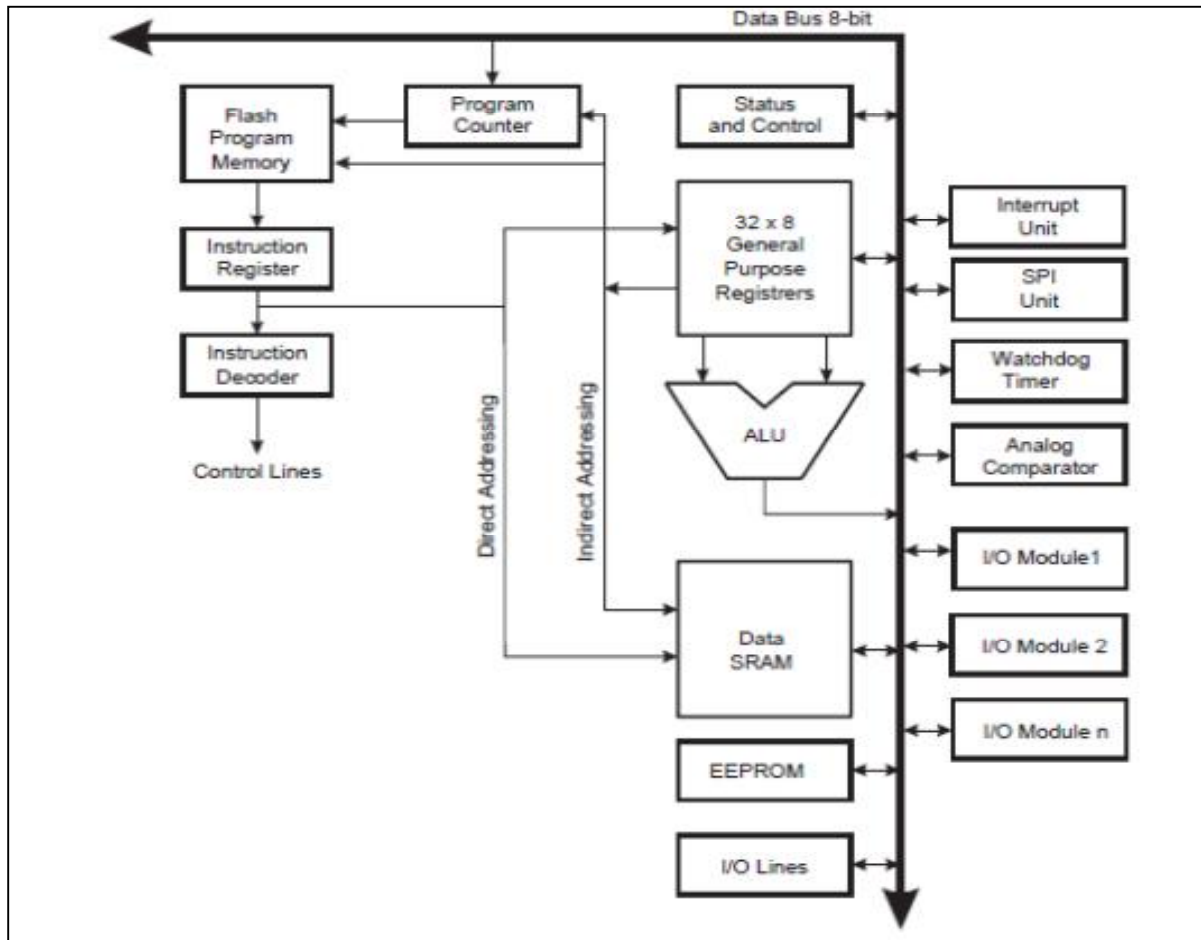 Data Bus 8-bit
Flash
Program
Memory
Program
Counter
Status
and Control
32 x 8
General
Purpose
Registrers
Interrupt
Unit
Instruction
Register
SPI
Unit
Instruction
Decoder
Watchdog
Timer
Control Lines
Direct Addressing
Indirect Addressing
ALU
Analog
Comparator
I/O Module1
Data
SRAM
I/O Module 2
I/O Module n
EEPROM
I/O Lines